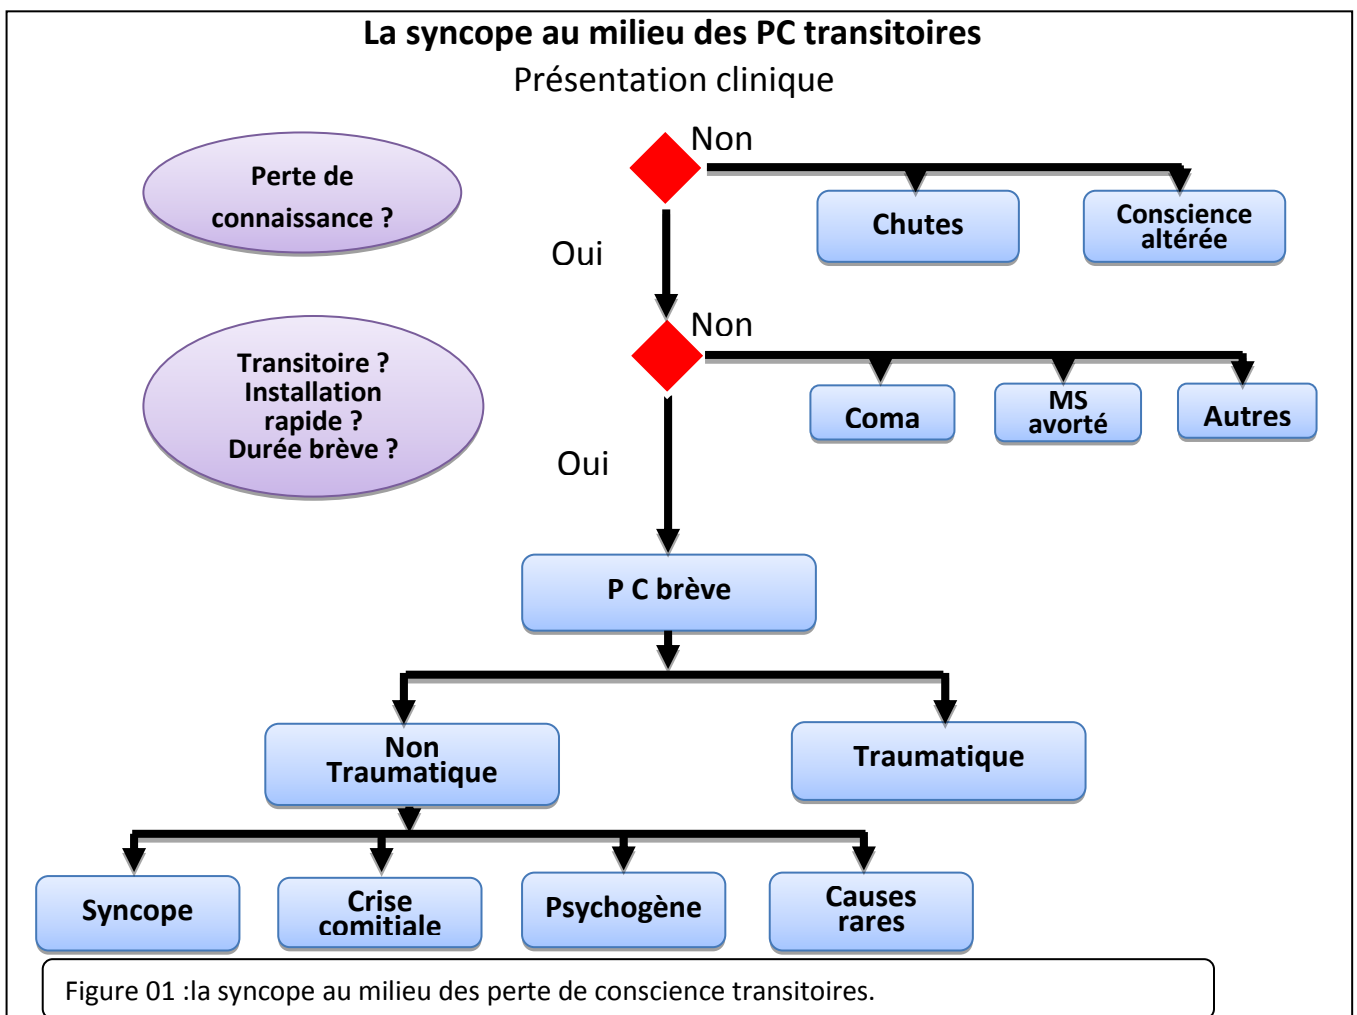 La syncope au milieu des PC transitoires
Présentation clinique
Perte de
connaissance ?
Non
Chutes
Conscience
altérée
Oui
Transitoire ?
Installation
rapide ?
Durée brève ?
Non
Coma
MS
avorté
Autres
Oui
P C brève
Non
Traumatique
Traumatique
Syncope
Crise
comitiale
Psychogène
Causes
rares
Figure 01 :la syncope au milieu des perte de conscience transitoires.